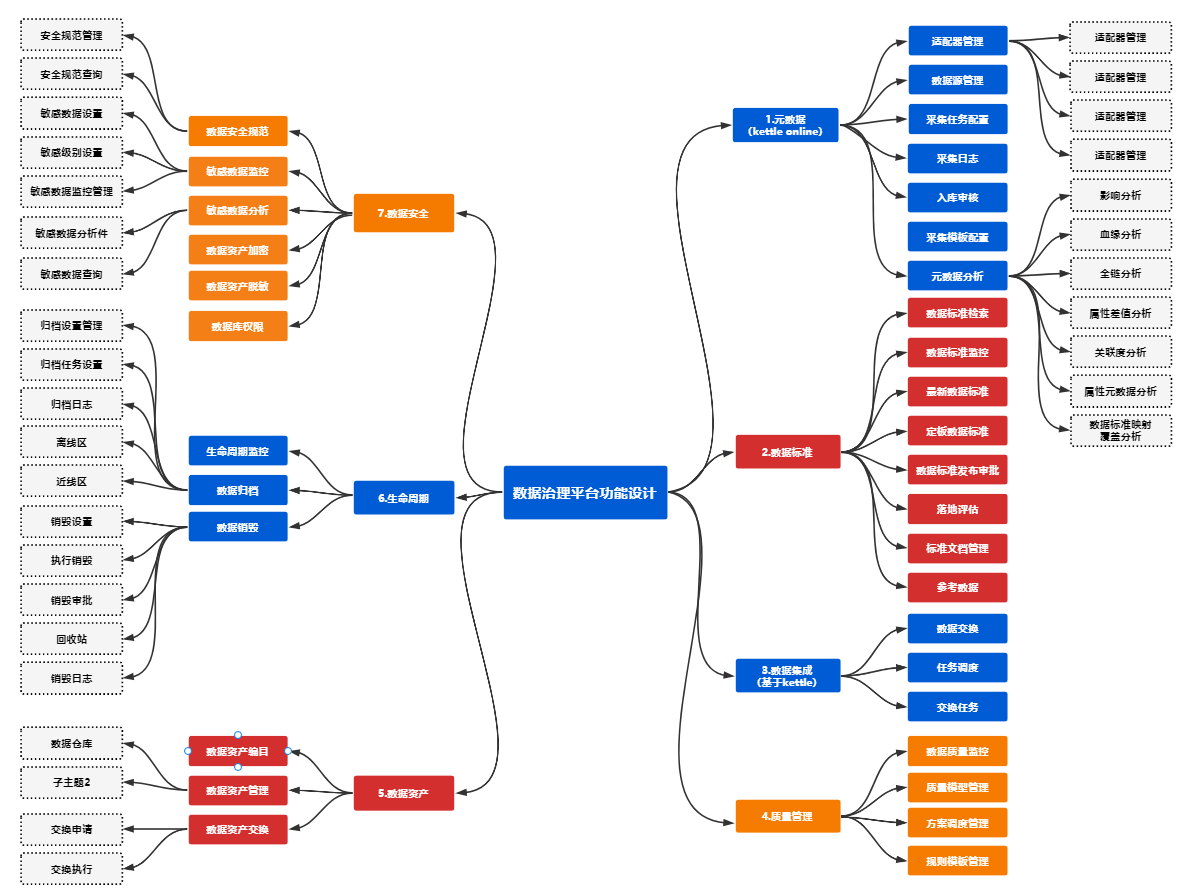 数据治理平台功能设计
1.元数据
(kettle online)
适配器管理
适配器管理
适配器管理
适配器管理
适配器管理
数据源管理
采集任务配置
采集日志
入库审核
采集模板配置
元数据分析
影响分析
血缘分析
全链分析
属性差值分析
关联度分析
属性元数据分析
数据标准映射
覆盖分析
2.数据标准
数据标准检索
数据标准监控
最新数据标准
定板数据标准
数据标准发布审批
落地评估
标准文档管理
参考数据
3.数据集成
(基于kettle)
数据交换
任务调度
交换任务
4.质量管理
数据质量监控
质量模型管理
方案调度管理
规则模板管理
5.数据资产
数据资产编目
数据资产管理
数据仓库
子主题2
数据资产交换
交换申请
交换执行
6.生命周期
生命周期监控
数据归档
归档设置管理
归档任务设置
归档日志
离线区
近线区
数据销毁
销毁设置
执行销毁
销毁审批
回收站
销毁日志
7.数据安全
数据安全规范
安全规范管理
安全规范查询
敏感数据监控
敏感数据设置
敏感级别设置
敏感数据监控管理
敏感数据分析
敏感数据分析件
敏感数据查询
数据资产加密
数据资产脱敏
数据库权限